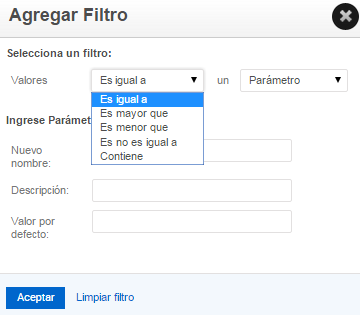 Agregar Filtro
Selecciona un filtro:
Valores Es igual a un Parámetro
Es igual a
Es mayor que
Es menor que
Es no es igual a
Contiene
Ingrese Parámet
Nuevo nombre:
Descripción:
Valor por defecto:
Aceptar Limpiar filtro